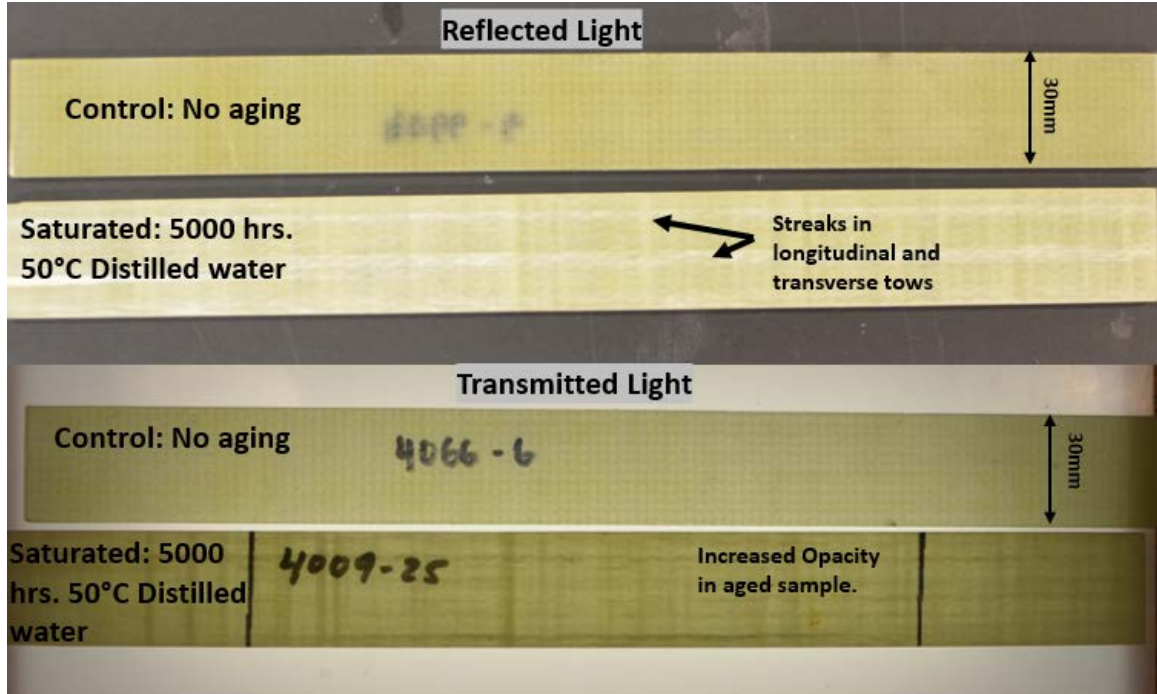 Reflected Light
Control: No aging
30mm
Saturated: 5000 hrs.
50°C Distilled water
Streaks in
longitudinal and
transverse tows
Transmitted Light
Control: No aging
4066-6
30mm
Saturated: 5000
hrs. 50°C Distilled
water
4009-25
Increased Opacity
in aged sample.